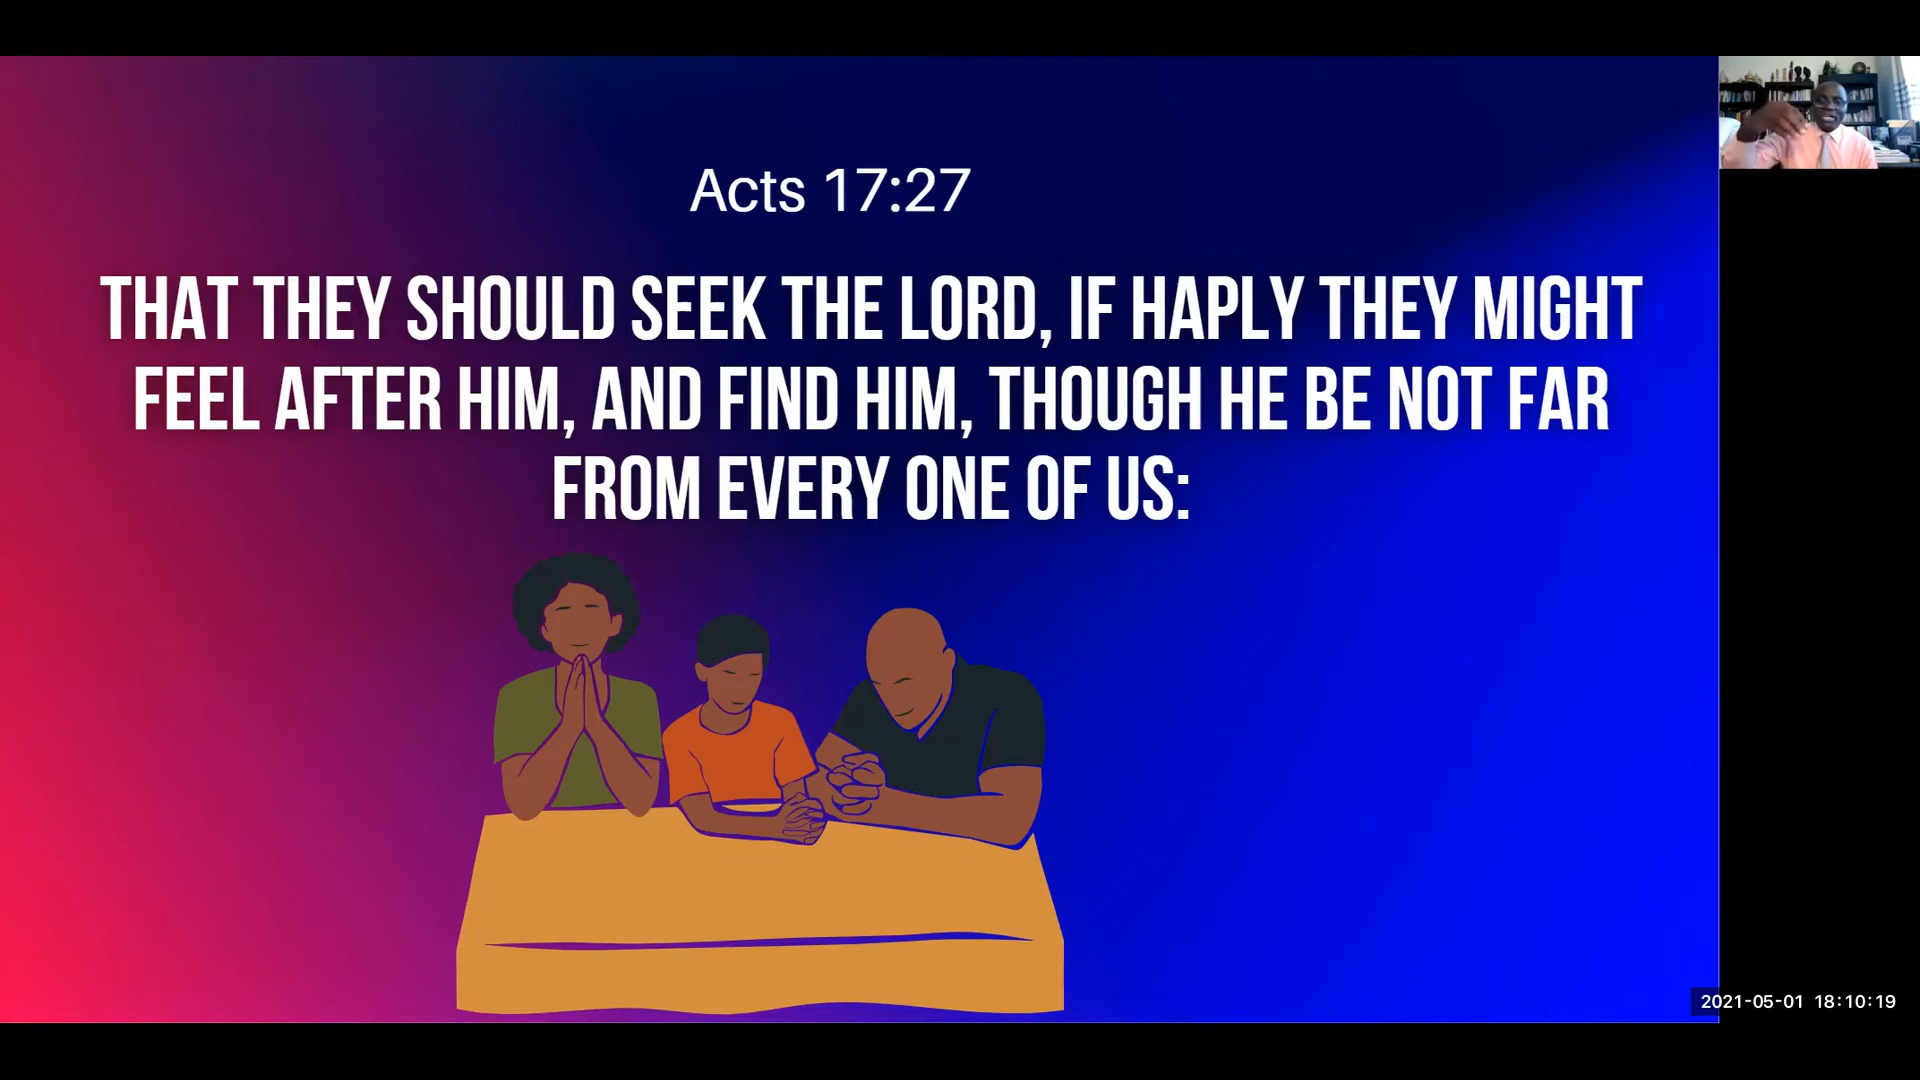 Acts 17:27
THAT THEY SHOULD SEEK THE LORD, IF HAPLY THEY MIGHT
FEEL AFTER HIM, AND FIND HIM, THOUGH HE BE NOT FAR
FROM EVERY ONE OF US:
2021-05-01 18:10:19